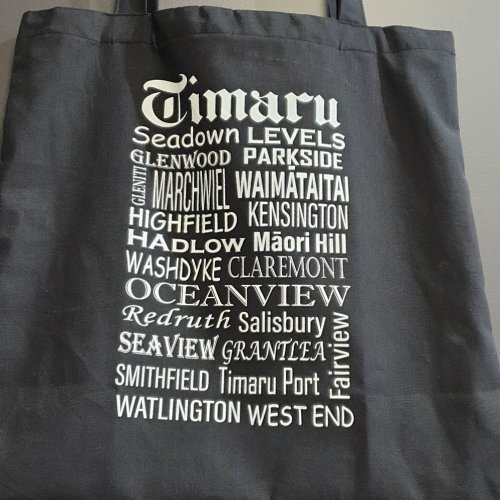 Timaru
Seadown LEVELS
GLENWOOD PARKSIDE
GLENITI MARCHWIEL WAIMĀTAITAI
HIGHFIELD KENSINGTON
HADLOW Māori Hill
WASHDYKE CLAREMONT
OCEANVIEW
Redruth Salisbury
SEAVIEW GRANTLEA
Fairview
SMITHFIELD Timaru Port
WATLINGTON WEST END